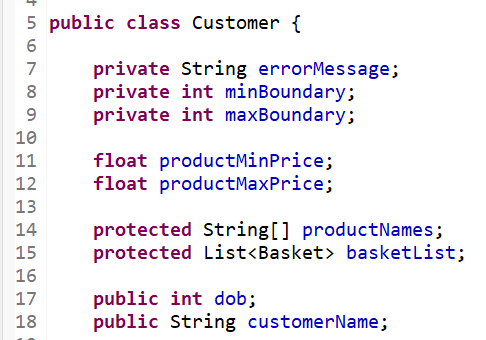 5 public class Customer {
6
7 private String errorMessage;
8 private int minBoundary;
9 private int maxBoundary;
10
11 float productMinPrice;
12 float productMaxPrice;
13
14 protected String[] productNames;
15 protected List<Basket> basketList;
16
17 public int dob;
18 public String customerName;